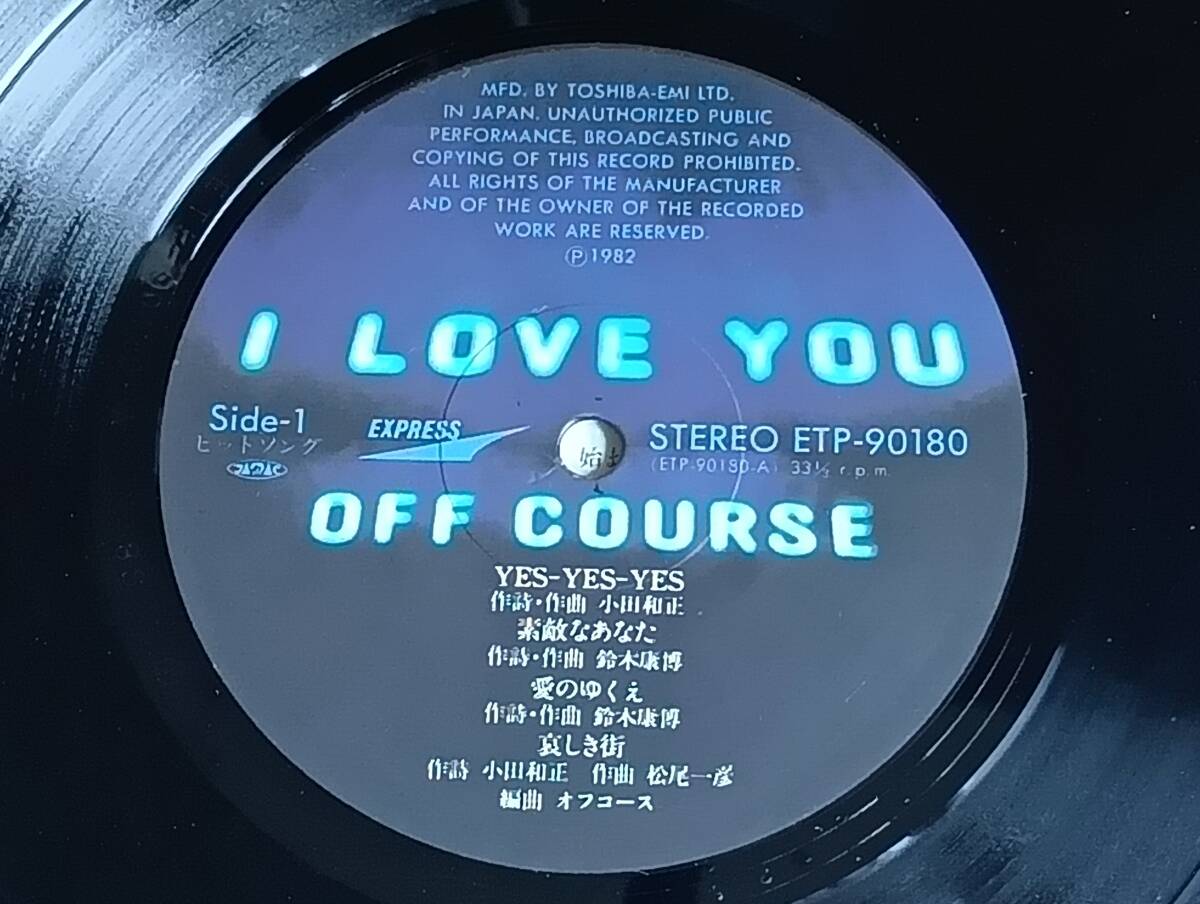 MFD. BY TOSHIBA-EMI LTD.
IN JAPAN. UNAUTHORIZED PUBLIC
PERFORMANCE, BROADCASTING AND
COPYING OF THIS RECORD PROHIBITED.
ALL RIGHTS OF THE MANUFACTURER
AND OF THE OWNER OF THE RECORDED
WORK ARE RESERVED.
Ⓟ1982
I LOVE YOU
Side-1
ヒットソング
EXPRESS
STEREO ETP-90180
(ETP-90180-A) 33⅓ r.p.m.
OFF COURSE
YES-YES-YES
作詩・作曲 小田和正
素敵なあなた
作詩・作曲 鈴木康博
愛のゆくえ
作詩・作曲 鈴木康博
哀しき街
作詩 小田和正 作曲 松尾一彦
編曲 オフコース